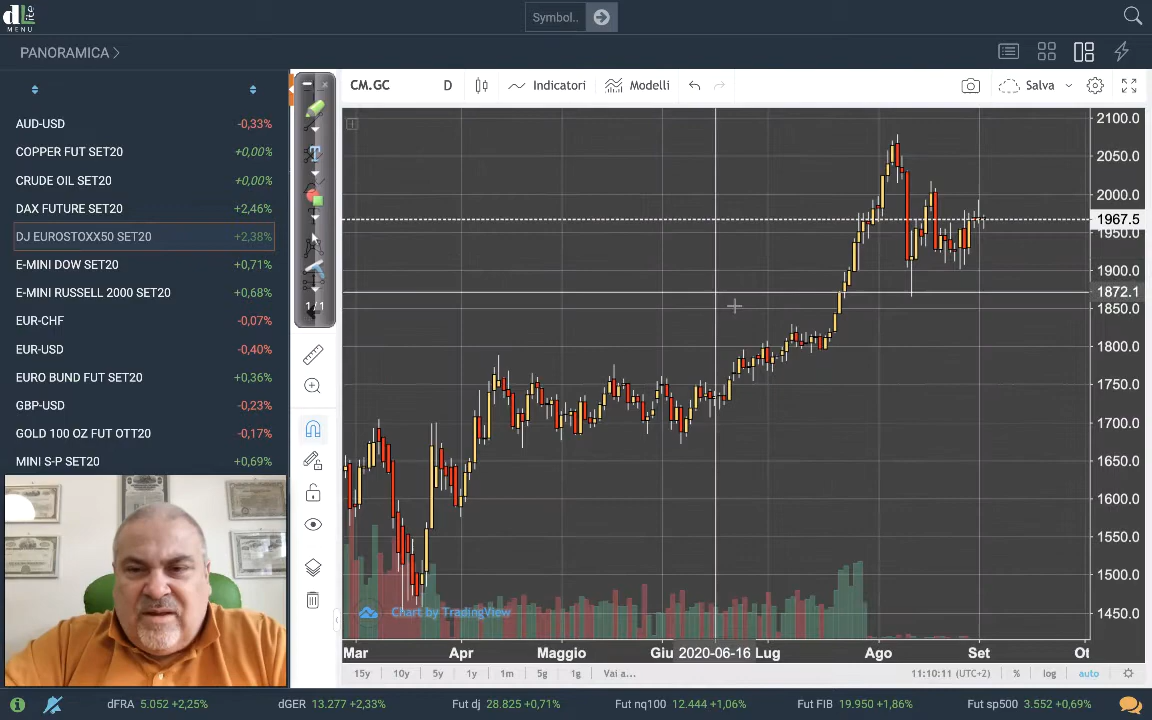 dLite
MENU
Symbol..
PANORAMICA
CM.GC D Indicatori Modelli Salva
AUD-USD -0,33%
COPPER FUT SET20 +0,00%
CRUDE OIL SET20 +0,00%
DAX FUTURE SET20 +2,46%
DJ EUROSTOXX50 SET20 +2,38%
E-MINI DOW SET20 +0,71%
E-MINI RUSSELL 2000 SET20 +0,68%
EUR-CHF -0,07%
EUR-USD -0,40%
EURO BUND FUT SET20 +0,36%
GBP-USD -0,23%
GOLD 100 OZ FUT OTT20 -0,17%
MINI S-P SET20 +0,69%
1/1
2100.0
2050.0
2000.0
1967.5
1950.0
1900.0
1872.1
1850.0
1800.0
1750.0
1700.0
1650.0
1600.0
1550.0
1500.0
1450.0
Chart by TradingView
Mar Apr Maggio Giu 2020-06-16 Lug Ago Set Ot
15y 10y 5y 1y 1m 5g 1g Vai a... 11:10:11 (UTC+2) % log auto
dFRA 5.052 +2,25% dGER 13.277 +2,33% Fut dj 28.825 +0,71% Fut nq100 12.444 +1,06% Fut FIB 19.950 +1,86% Fut sp500 3.552 +0,69%